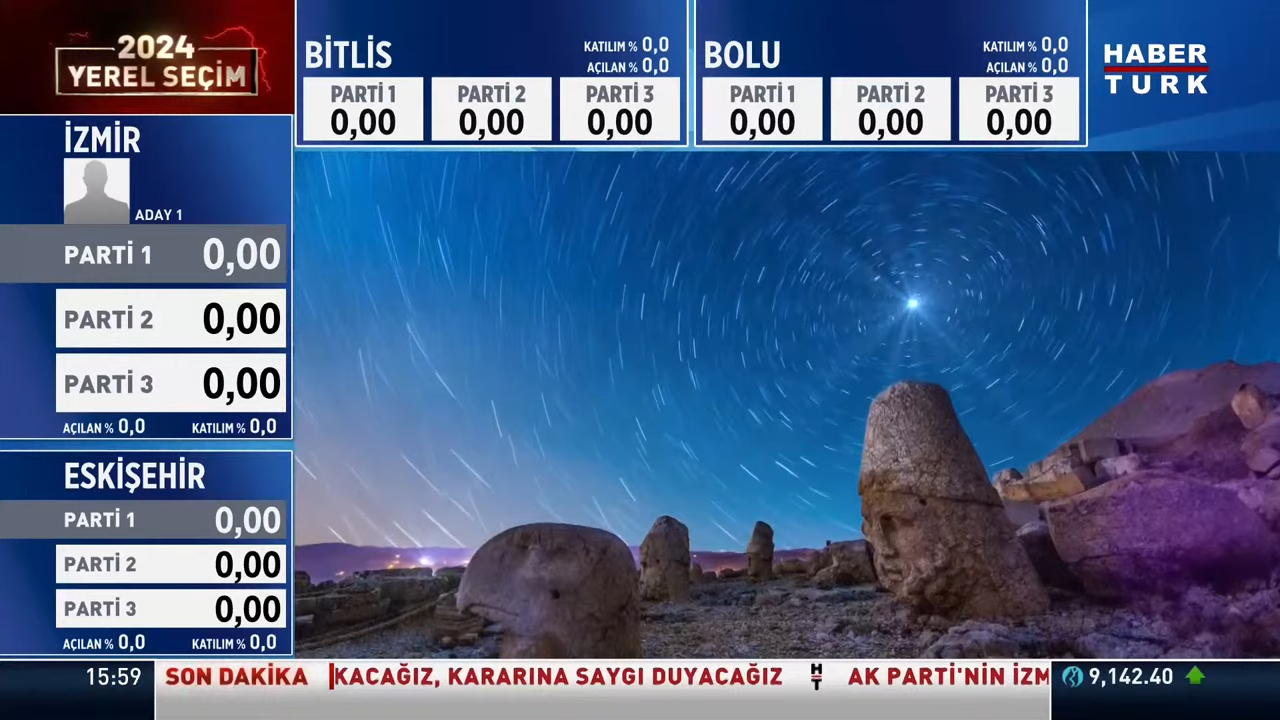 2024
YEREL SEÇİM
BİTLİS
KATILIM % 0,0
AÇILAN % 0,0
PARTİ 1
PARTİ 2
PARTİ 3
0,00
0,00
0,00
BOLU
KATILIM % 0,0
AÇILAN % 0,0
PARTİ 1
PARTİ 2
PARTİ 3
0,00
0,00
0,00
HABER
TURK
İZMİR
ADAY 1
PARTİ 1 0,00
PARTİ 2 0,00
PARTİ 3 0,00
AÇILAN % 0,0 KATILIM % 0,0
ESKİŞEHİR
PARTİ 1 0,00
PARTİ 2 0,00
PARTİ 3 0,00
AÇILAN % 0,0 KATILIM % 0,0
15:59 SON DAKİKA KACAĞIZ, KARARINA SAYGI DUYACAĞIZ HT AK PARTİ'NİN İZM 9,142.40